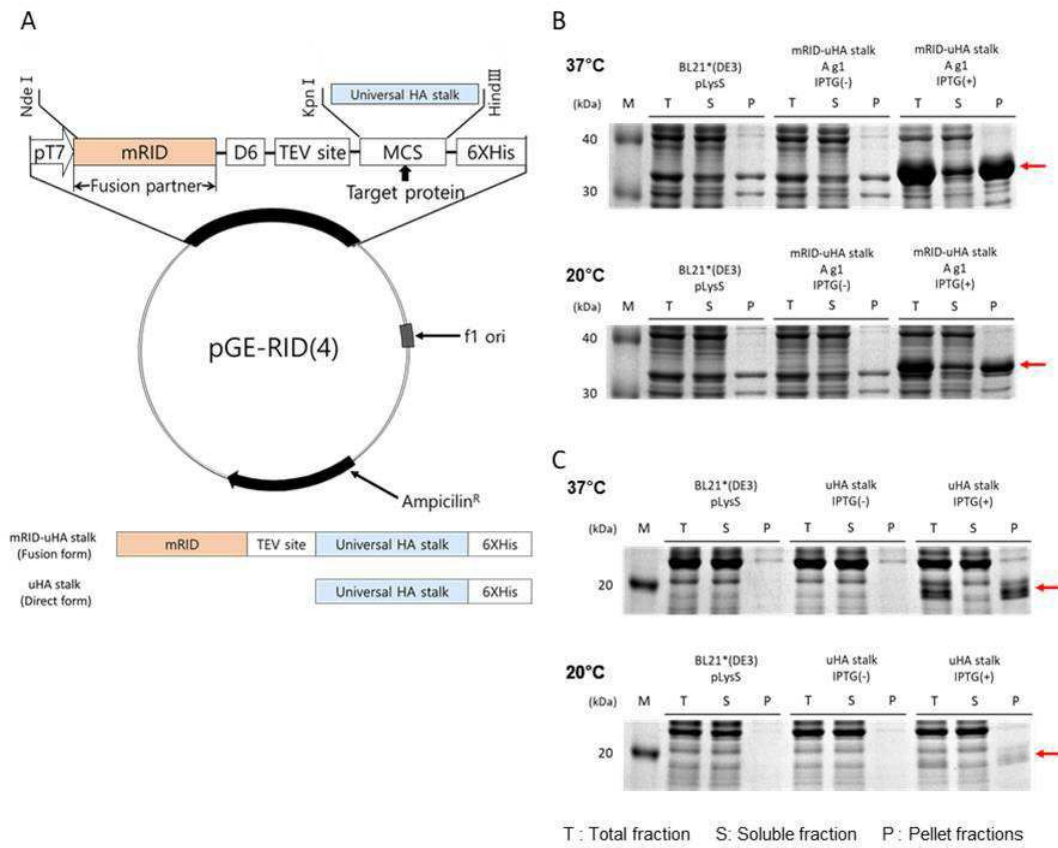 A
Nde I
Kpn I
Universal HA stalk
HindIII
pT7
mRID
D6
TEV site
MCS
6XHis
←Fusion partner→
Target protein
pGE-RID(4)
f1 ori
Ampicilinᴿ
mRID-uHA stalk
(Fusion form)
mRID
TEV site
Universal HA stalk
6XHis
uHA stalk
(Direct form)
Universal HA stalk
6XHis
B
37°C
BL21*(DE3)
pLysS
mRID-uHA stalk
A g1
IPTG(-)
mRID-uHA stalk
A g1
IPTG(+)
(kDa) M T S P T S P T S P
40
30
20°C
BL21*(DE3)
pLysS
mRID-uHA stalk
A g1
IPTG(-)
mRID-uHA stalk
A g1
IPTG(+)
(kDa) M T S P T S P T S P
40
30
C
37°C
BL21*(DE3)
pLysS
uHA stalk
IPTG(-)
uHA stalk
IPTG(+)
(kDa) M T S P T S P T S P
20
20°C
BL21*(DE3)
pLysS
uHA stalk
IPTG(-)
uHA stalk
IPTG(+)
(kDa) M T S P T S P T S P
20
T : Total fraction S: Soluble fraction P : Pellet fractions